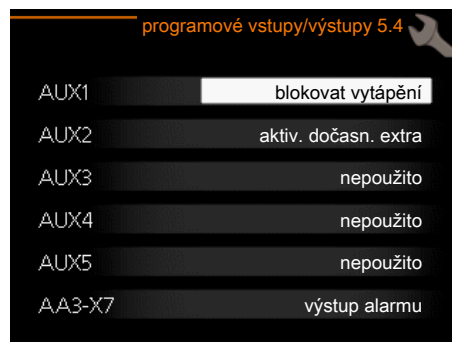 programové vstupy/výstupy 5.4
AUX1 blokovat vytápění
AUX2 aktiv. dočasn. extra
AUX3 nepoužito
AUX4 nepoužito
AUX5 nepoužito
AA3-X7 výstup alarmu